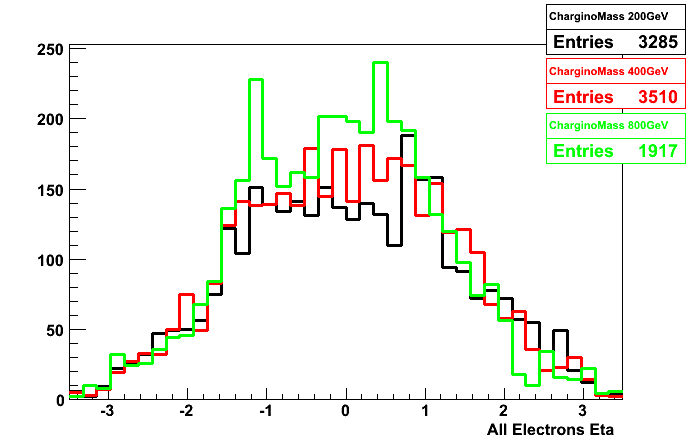 CharginoMass 200GeV
Entries 3285
CharginoMass 400GeV
Entries 3510
CharginoMass 800GeV
Entries 1917
250
200
150
100
50
0
-3 -2 -1 0 1 2 3
All Electrons Eta